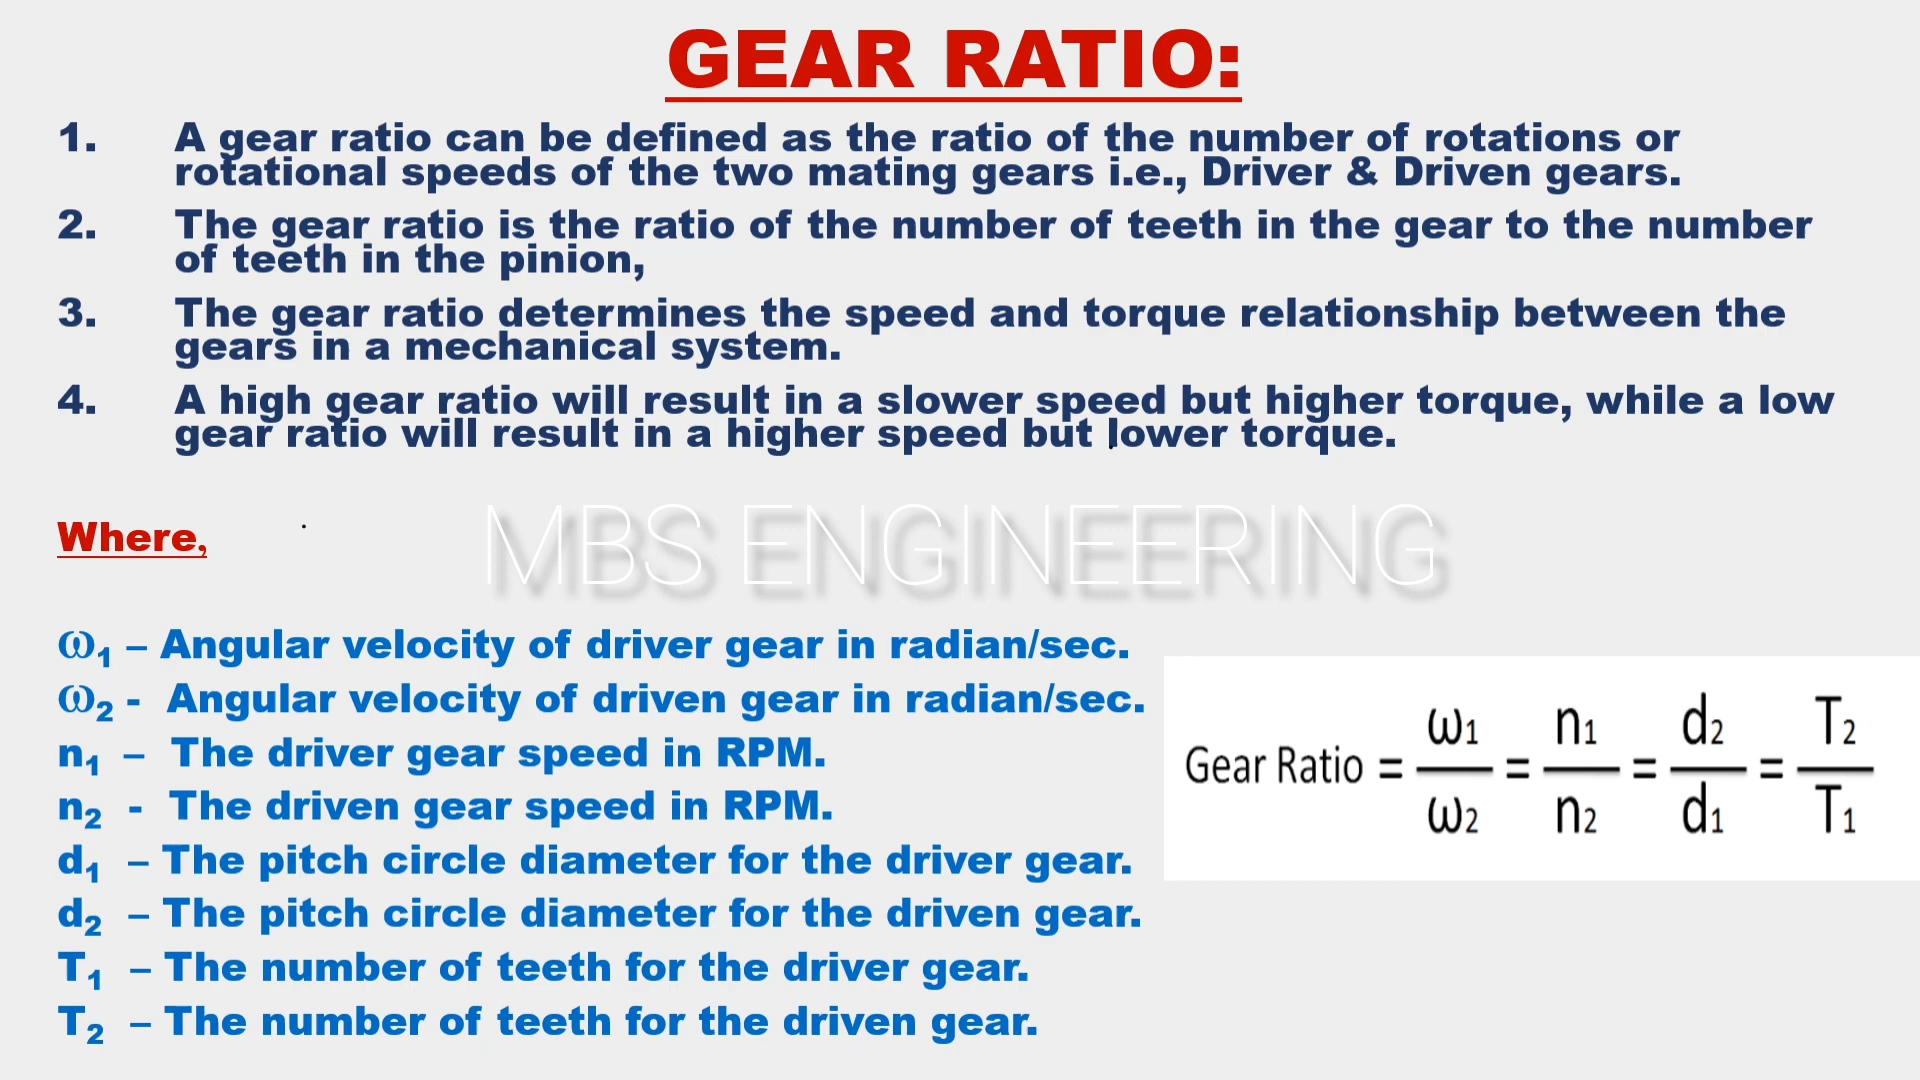 GEAR RATIO:
1. A gear ratio can be defined as the ratio of the number of rotations or
rotational speeds of the two mating gears i.e., Driver & Driven gears.
2. The gear ratio is the ratio of the number of teeth in the gear to the number
of teeth in the pinion,
3. The gear ratio determines the speed and torque relationship between the
gears in a mechanical system.
4. A high gear ratio will result in a slower speed but higher torque, while a low
gear ratio will result in a higher speed but lower torque.
MBS ENGINEERING
Where,
ω₁ – Angular velocity of driver gear in radian/sec.
ω₂ - Angular velocity of driven gear in radian/sec.
n₁ – The driver gear speed in RPM.
n₂ - The driven gear speed in RPM.
d₁ – The pitch circle diameter for the driver gear.
d₂ – The pitch circle diameter for the driven gear.
T₁ – The number of teeth for the driver gear.
T₂ – The number of teeth for the driven gear.
Gear Ratio = ω₁/ω₂ = n₁/n₂ = d₂/d₁ = T₂/T₁